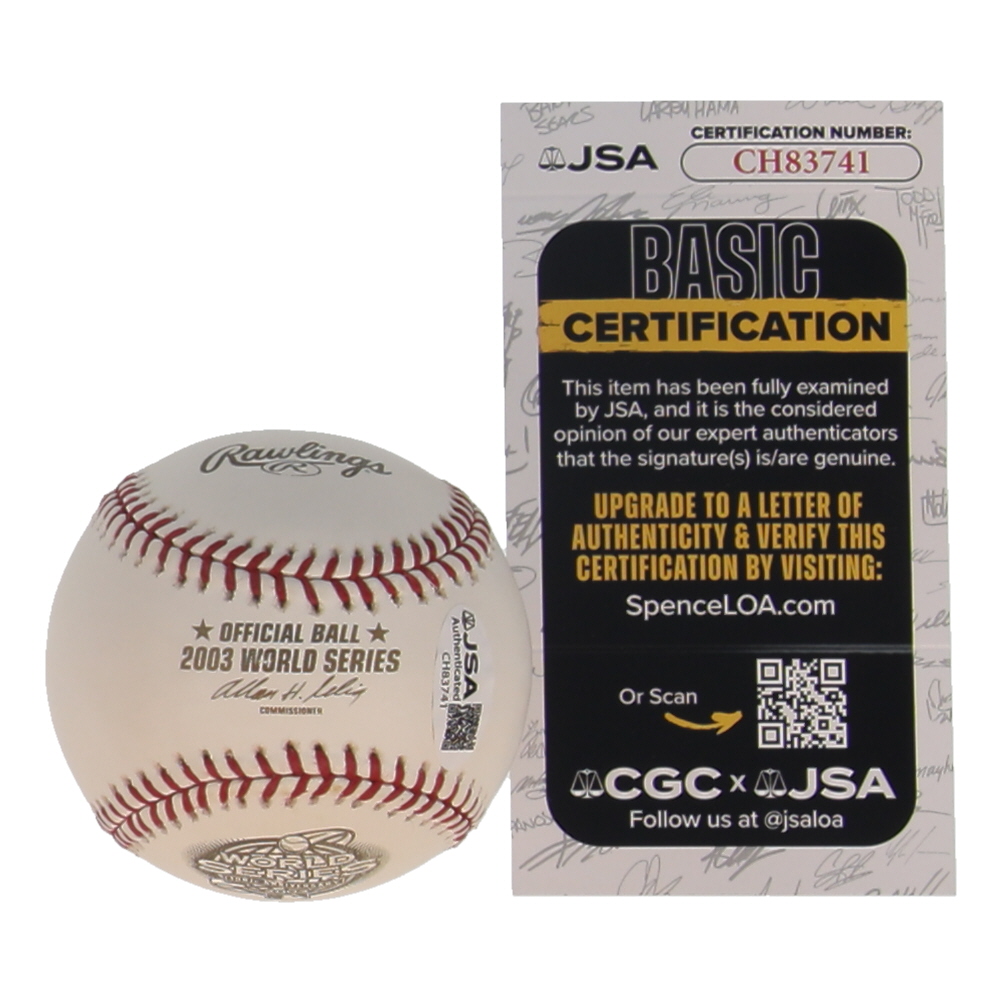 JSA
CERTIFICATION NUMBER:
CH83741
BASIC
CERTIFICATION
This item has been fully examined
by JSA, and it is the considered
opinion of our expert authenticators
that the signature(s) is/are genuine.
UPGRADE TO A LETTER OF
AUTHENTICITY & VERIFY THIS
CERTIFICATION BY VISITING:
SpenceLOA.com
Or Scan
CGC x JSA
Follow us at @jsaloa
LARRY HAMA
Rawlings
R
★ OFFICIAL BALL ★
2003 WORLD SERIES
Allan H. Selig
COMMISSIONER
JSA
Authenticated
CH83741
WORLD
SERIES